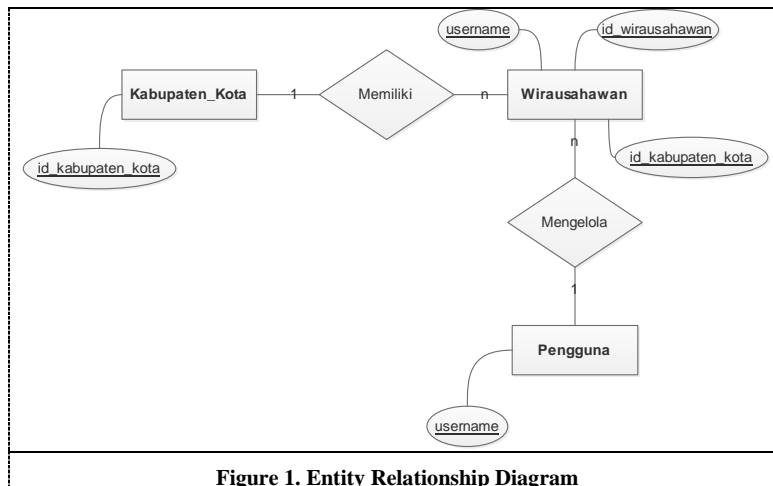 username
id_wirausahawan
Kabupaten_Kota
1
Memiliki
n
Wirausahawan
id_kabupaten_kota
n
id_kabupaten_kota
Mengelola
1
Pengguna
username
Figure 1. Entity Relationship Diagram